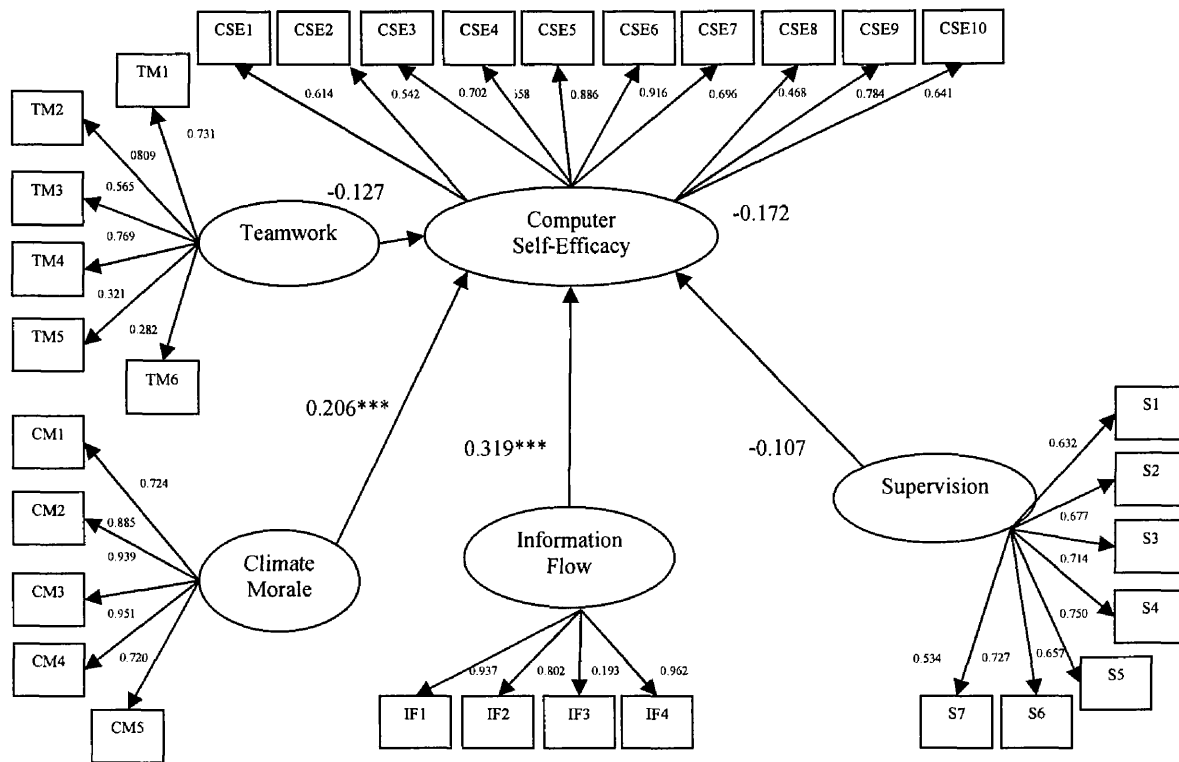 CSE1
CSE2
CSE3
CSE4
CSE5
CSE6
CSE7
CSE8
CSE9
CSE10
0.614
0.542
0.702
0.886
0.916
0.696
0.468
0.784
0.641
TM1
TM2
TM3
TM4
TM5
TM6
0.731
0809
0.565
0.769
0.321
0.282
Teamwork
-0.127
Computer
Self-Efficacy
-0.172
0.206***
0.319***
-0.107
CM1
CM2
CM3
CM4
CM5
0.724
0.885
0.939
0.951
0.720
Climate
Morale
Information
Flow
0.937
0.802
0.193
0.962
IF1
IF2
IF3
IF4
Supervision
S1
S2
S3
S4
S5
S6
S7
0.632
0.677
0.714
0.750
0.657
0.727
0.534